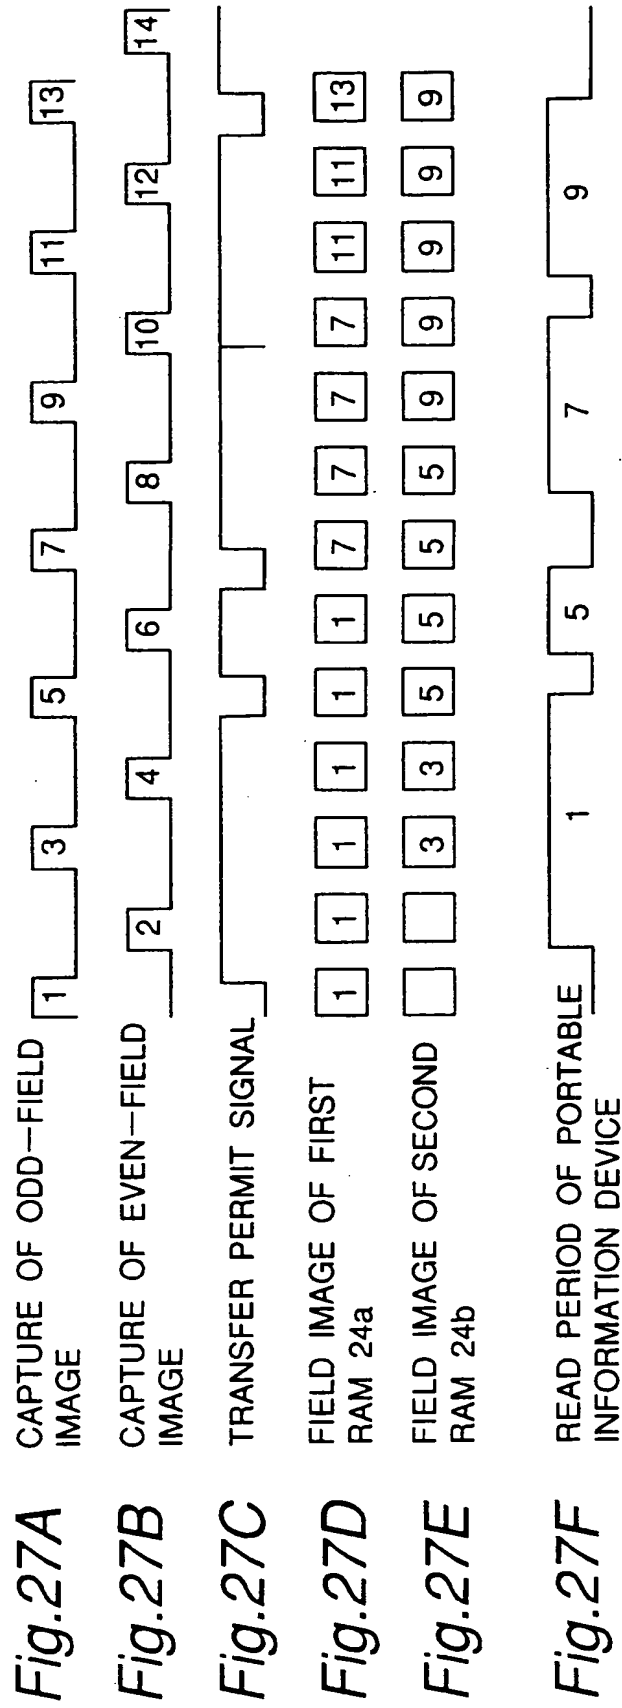 Fig.27A
CAPTURE OF ODD-FIELD
IMAGE
1 3 5 7 9 11 13
Fig.27B
CAPTURE OF EVEN-FIELD
IMAGE
2 4 6 8 10 12 14
Fig.27C
TRANSFER PERMIT SIGNAL
Fig.27D
FIELD IMAGE OF FIRST
RAM 24a
1 1 1 1 1 1 7 7 7 7 11 11 13
Fig.27E
FIELD IMAGE OF SECOND
RAM 24b
3 3 5 5 5 5 9 9 9 9 9
Fig.27F
READ PERIOD OF PORTABLE
INFORMATION DEVICE
1 5 7 9